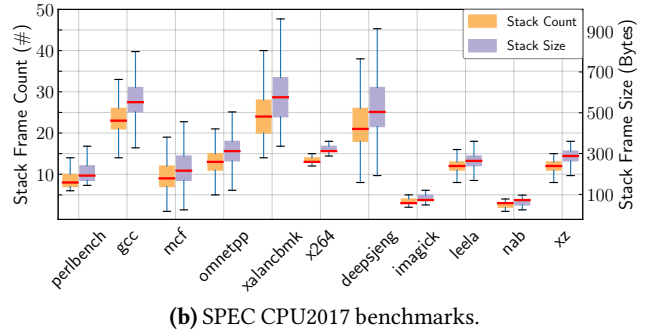 50
40
30
20
10
Stack Frame Count (#)
Stack Count
Stack Size
900
700
500
300
100
Stack Frame Size (Bytes)
perlbench
gcc
mcf
omnetpp
xalancbmk
x264
deepsjeng
imagick
leela
nab
xz
(b) SPEC CPU2017 benchmarks.